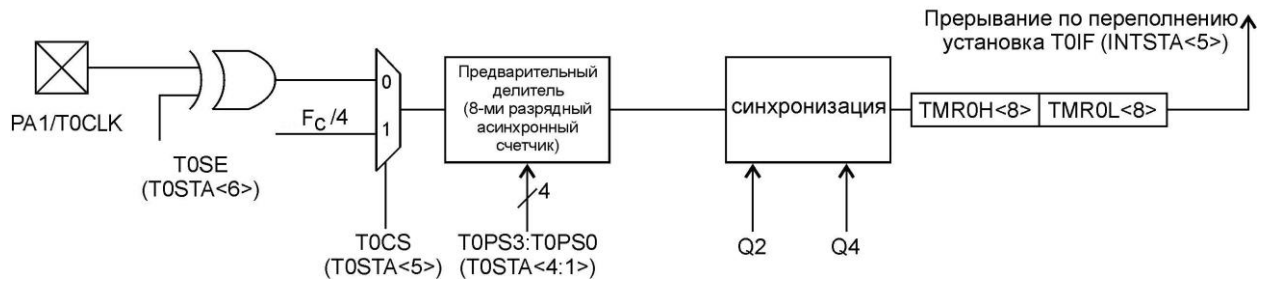 Прерывание по переполнению
установка T0IF (INTSTA<5>)
PA1/T0CLK
T0SE
(T0STA<6>)
FC /4
0
1
T0CS
(T0STA<5>)
Предварительный
делитель
(8-ми разрядный
асинхронный
счетчик)
4
T0PS3:T0PS0
(T0STA<4:1>)
синхронизация
Q2
Q4
TMR0H<8>
TMR0L<8>